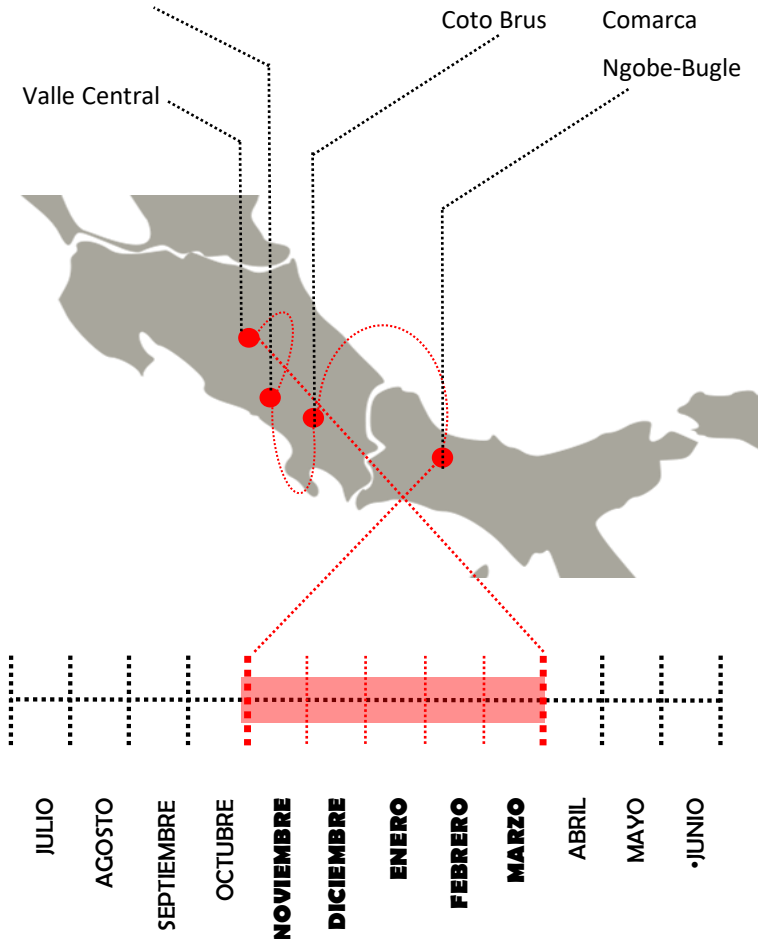 Coto Brus
Comarca
Ngobe-Bugle
Valle Central
JULIO
AGOSTO
SEPTIEMBRE
OCTUBRE
NOVIEMBRE
DICIEMBRE
ENERO
FEBRERO
MARZO
ABRIL
MAYO
•JUNIO